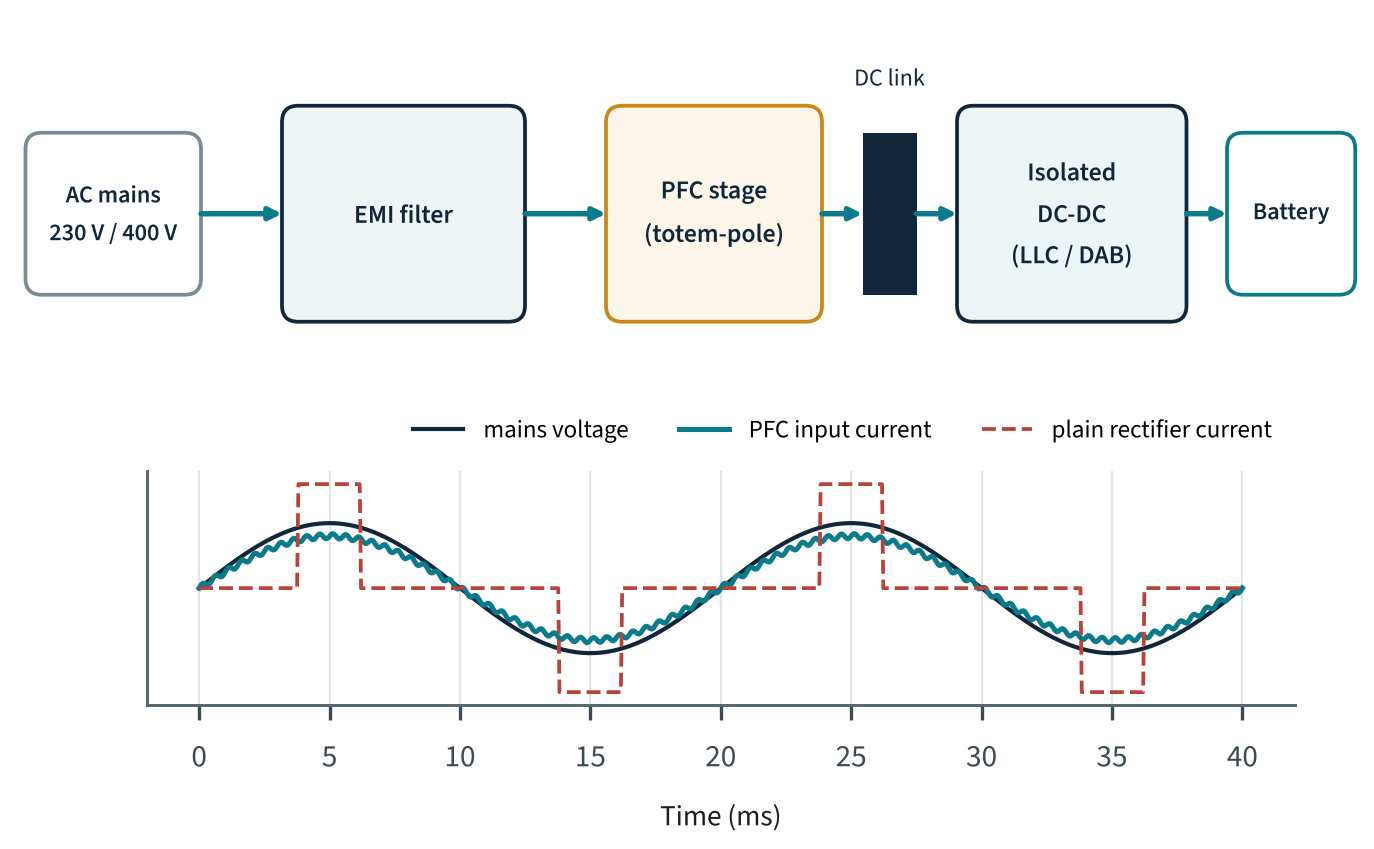 DC link
AC mains
230 V / 400 V
EMI filter
PFC stage
(totem-pole)
Isolated
DC-DC
(LLC / DAB)
Battery
mains voltage
PFC input current
plain rectifier current
0 5 10 15 20 25 30 35 40
Time (ms)